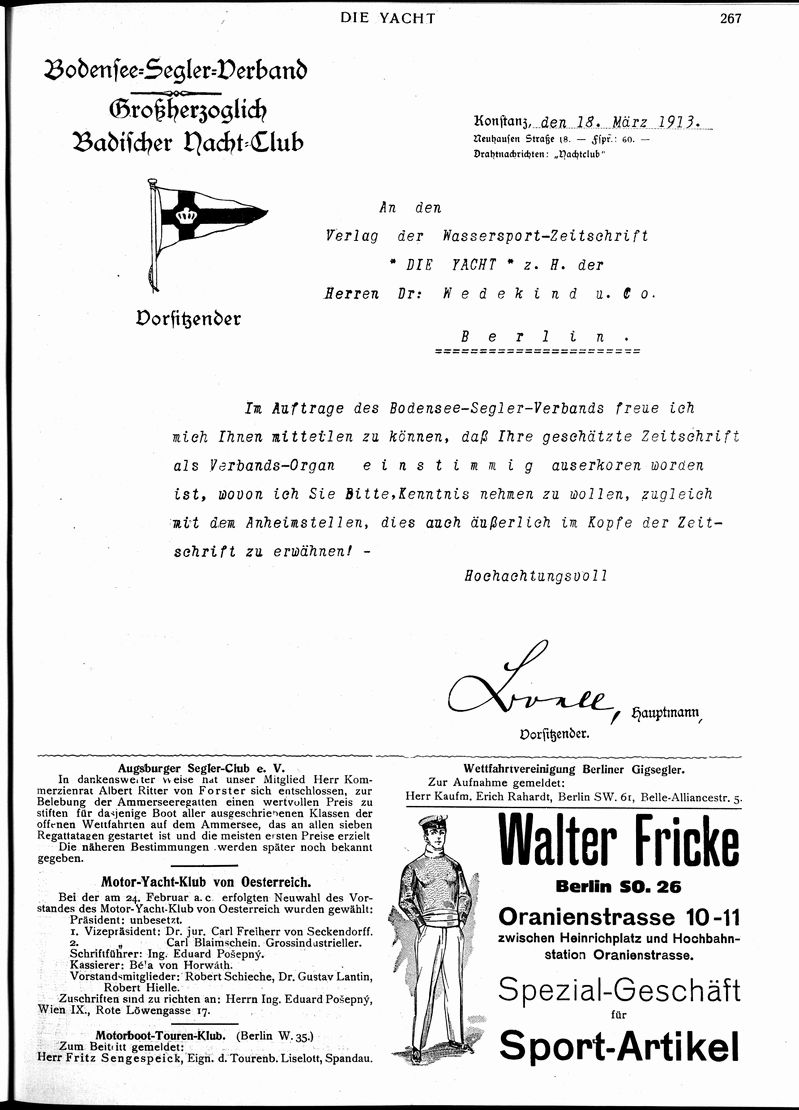 DIE YACHT
267
Bodensee-Segler-Verband
Großherzoglich
Badischer Yacht-Club
Konstanz, den 18. März 1913.
Neuhausen Straße 18. — Fspr.: 60. —
Drahtnachrichten: „Yachtclub"
Vorsitzender
An den
Verlag der Wassersport-Zeitschrift
" DIE YACHT " z. H. der
Herren Dr: Wedekind u. Co.
Berlin.
=======================
Im Auftrage des Bodensee-Segler-Verbands freue ich
mich Ihnen mitteilen zu können, daß Ihre geschätzte Zeitschrift
als Verbands-Organ einstimmig auserkoren worden
ist, wovon ich Sie Bitte,Kenntnis nehmen zu wollen, zugleich
mit dem Anheimstellen, dies auch äußerlich im Kopfe der Zeit-
schrift zu erwähnen! -
Hochachtungsvoll
Hauptmann,
Vorsitzender.
Augsburger Segler-Club e. V.
In dankenswerter Weise hat unser Mitglied Herr Kom-
merzienrat Albert Ritter von Forster sich entschlossen, zur
Belebung der Ammerseeregatten einen wertvollen Preis zu
stiften für dasjenige Boot aller ausgeschriebenen Klassen der
offenen Wettfahrten auf dem Ammersee, das an allen sieben
Regattatagen gestartet ist und die meisten ersten Preise erzielt
Die näheren Bestimmungen werden später noch bekannt
gegeben.
Motor-Yacht-Klub von Oesterreich.
Bei der am 24. Februar a. c. erfolgten Neuwahl des Vor-
standes des Motor-Yacht-Klub von Oesterreich wurden gewählt:
Präsident: unbesetzt.
1. Vizepräsident: Dr. jur. Carl Freiherr von Seckendorff.
2. „ Carl Blaimschein. Grossindustrieller.
Schriftführer: Ing. Eduard Pošepný.
Kassierer: Béla von Horwáth.
Vorstandsmitglieder: Robert Schieche, Dr. Gustav Lantin,
Robert Hielle.
Zuschriften sind zu richten an: Herrn Ing. Eduard Pošepný,
Wien IX., Rote Löwengasse 17.
Motorboot-Touren-Klub. (Berlin W. 35.)
Zum Beitritt gemeldet:
Herr Fritz Sengespeick, Eign. d. Tourenb. Liselott, Spandau.
Wettfahrtvereinigung Berliner Gigsegler.
Zur Aufnahme gemeldet:
Herr Kaufm. Erich Rahardt, Berlin SW. 61, Belle-Alliancestr. 5.
Walter Fricke
Berlin SO. 26
Oranienstrasse 10-11
zwischen Heinrichplatz und Hochbahn-
station Oranienstrasse.
Spezial-Geschäft
für
Sport-Artikel